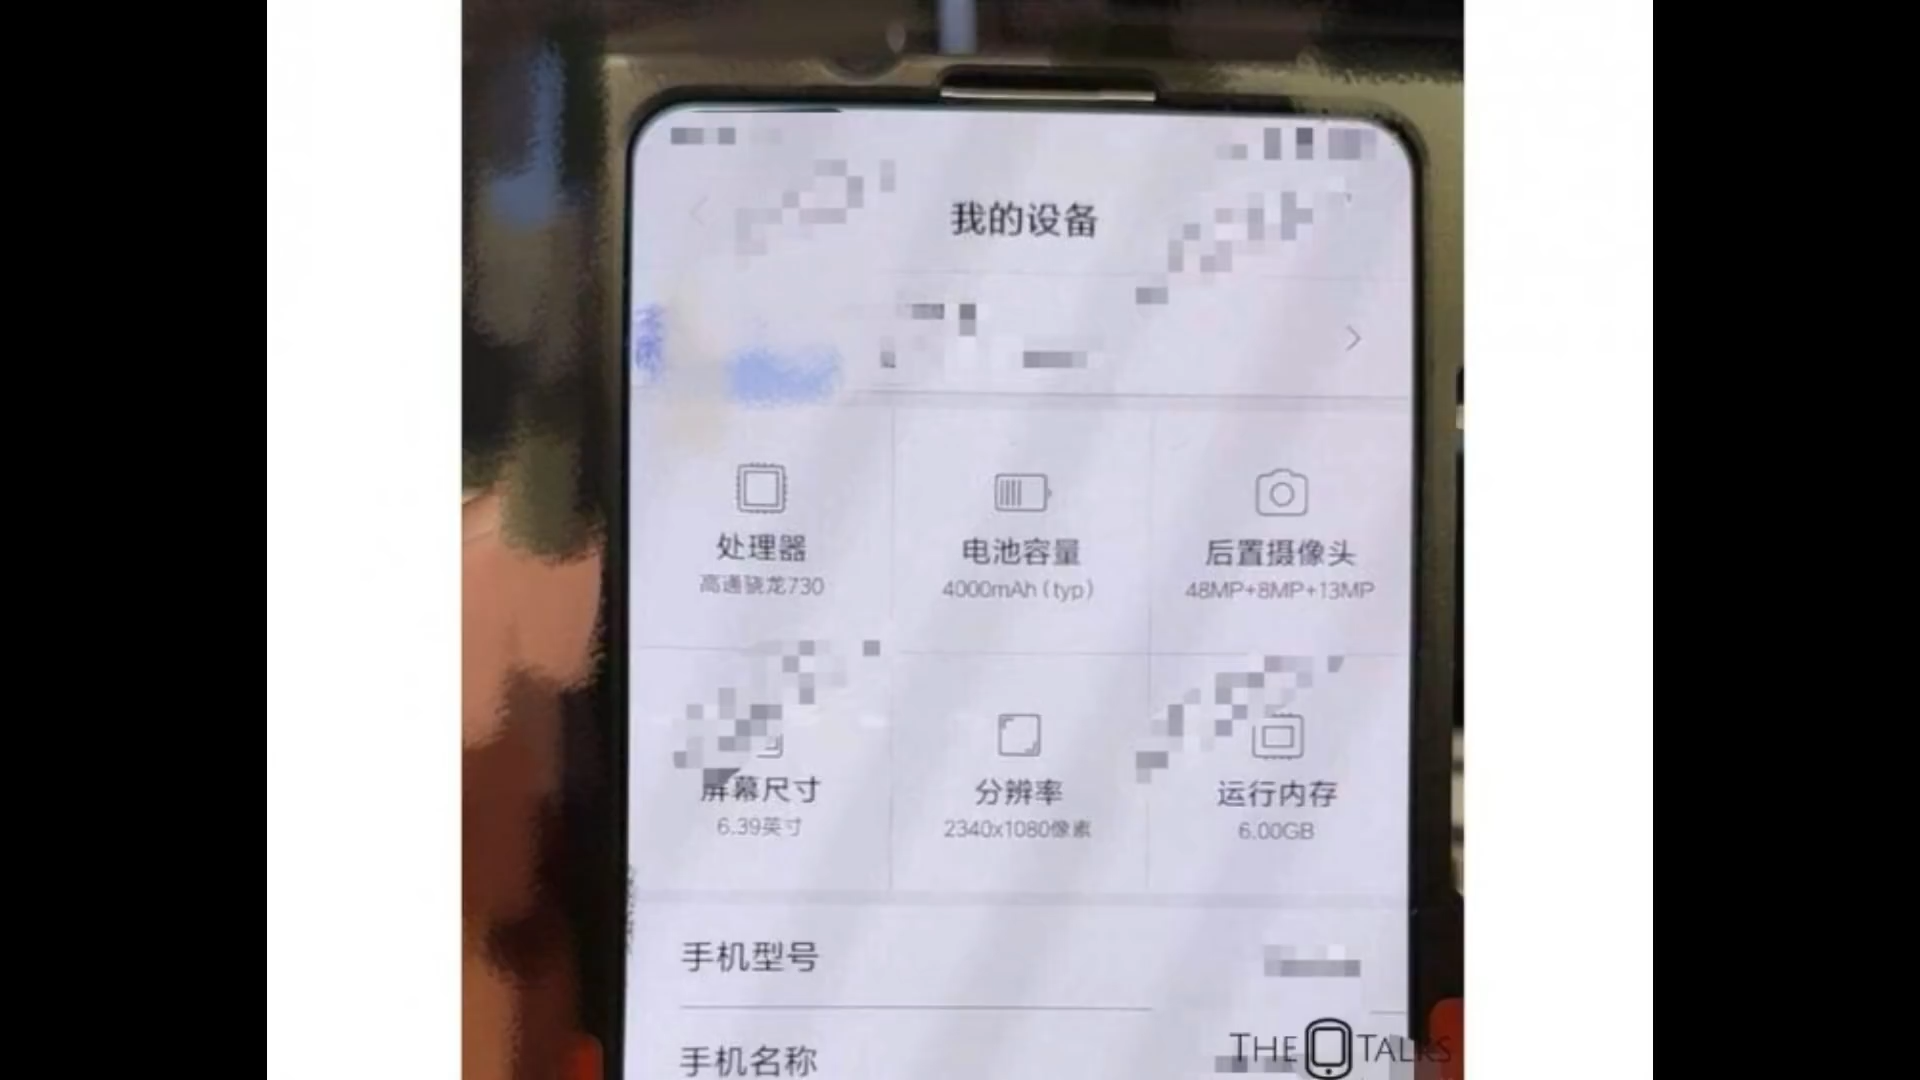 我的设备
处理器
高通骁龙730
电池容量
4000mAh (typ)
后置摄像头
48MP+8MP+13MP
屏幕尺寸
6.39英寸
分辨率
2340x1080像素
运行内存
6.00GB
手机型号
手机名称
THE TALKS